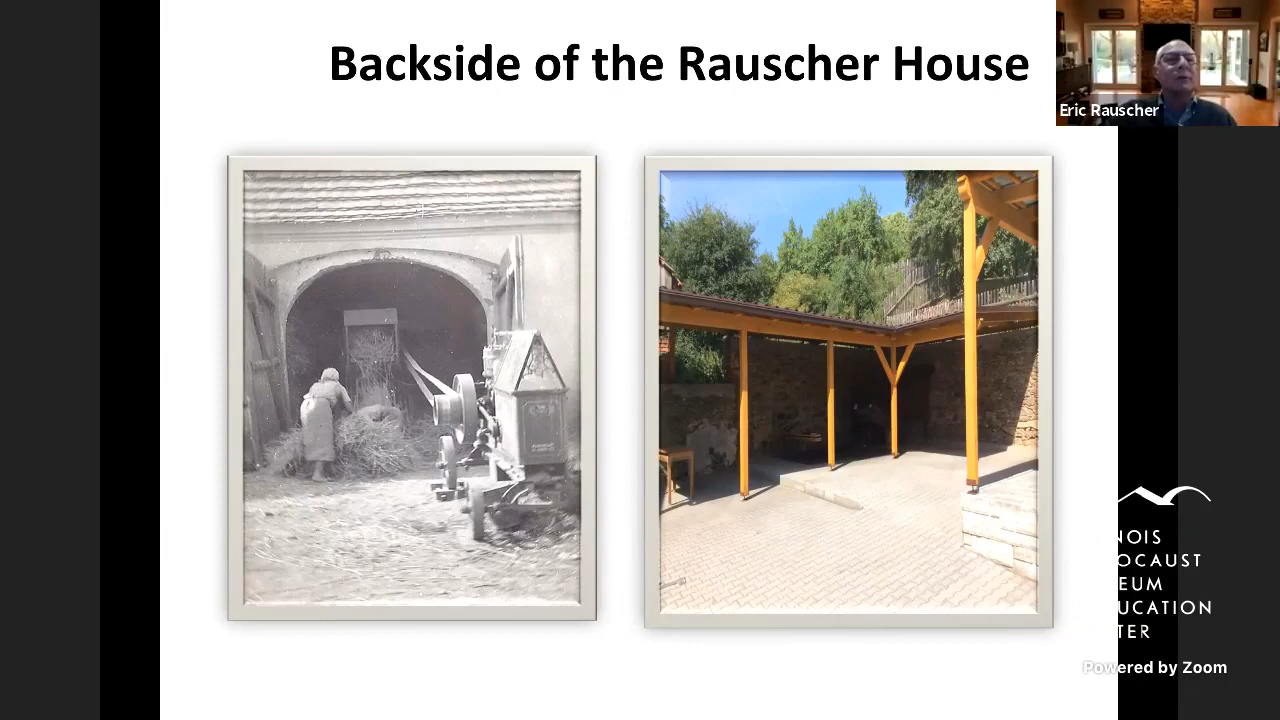 Backside of the Rauscher House
Eric Rauscher
NOIS
OCAUST
EUM
UCATION
TER
Powered by Zoom